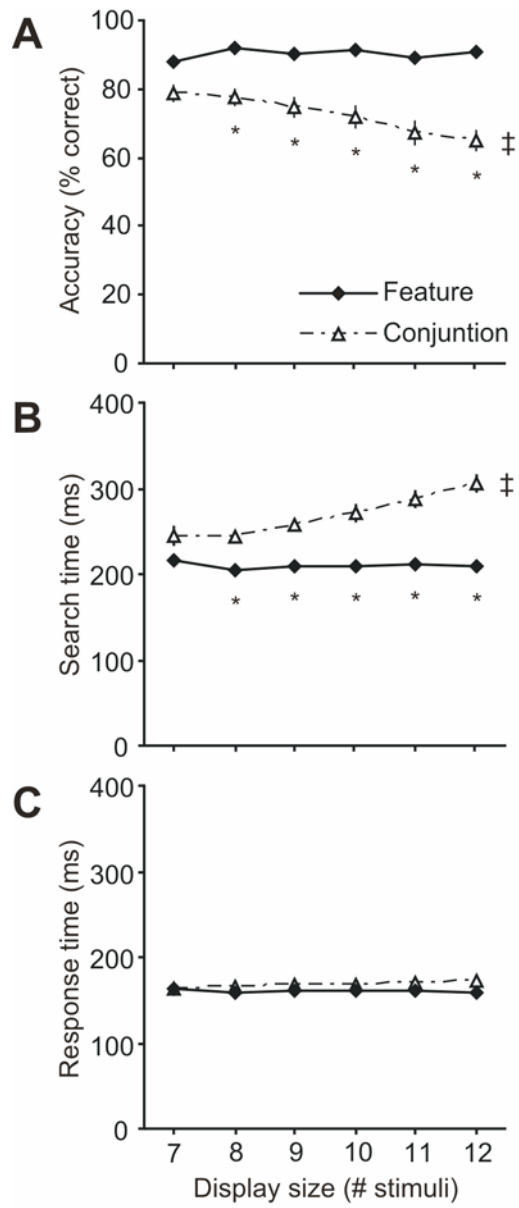 A
Accuracy (% correct)
100
80
60
40
20
0
* * * * *
‡
Feature
Conjuntion
B
Search time (ms)
400
300
200
100
0
‡
* * * * *
C
Response time (ms)
400
300
200
100
0
7 8 9 10 11 12
Display size (# stimuli)